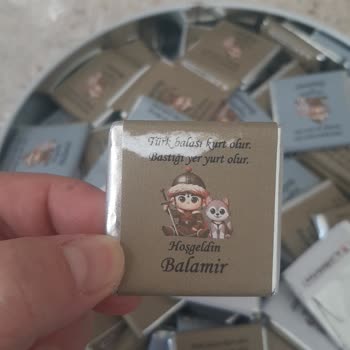 Türk balası kurt olur.
Bastığı yer yurt olur.
Hoşgeldin
Balamir